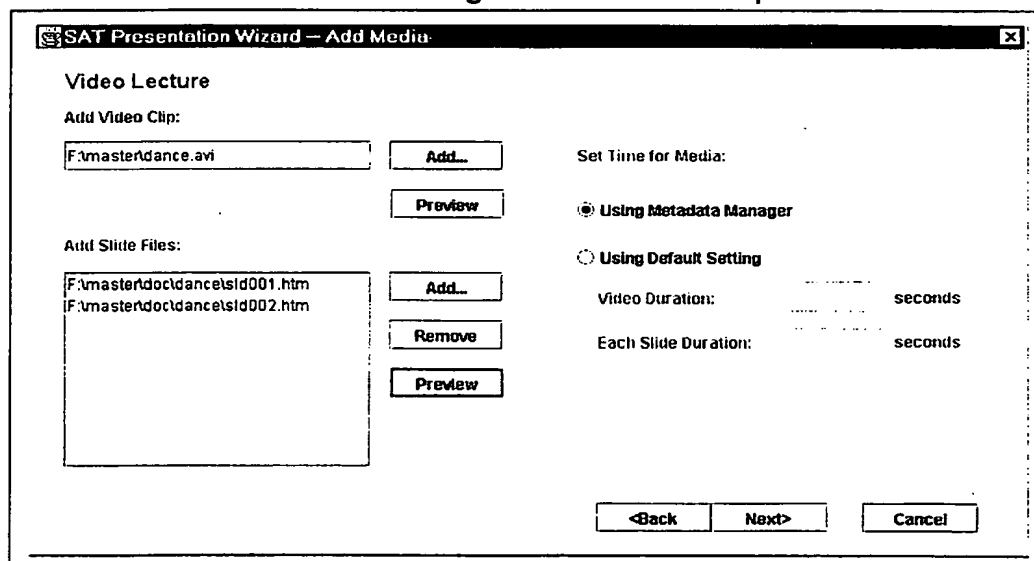 SAT Presentation Wizard – Add Media
Video Lecture
Add Video Clip:
F:\master\dance.avi
Add...
Preview
Add Slide Files:
F:\master\doc\dance\sld001.htm
F:\master\doc\dance\sld002.htm
Add...
Remove
Preview
Set Time for Media:
Using Metadata Manager
Using Default Setting
Video Duration: seconds
Each Slide Duration: seconds
<Back
Next>
Cancel